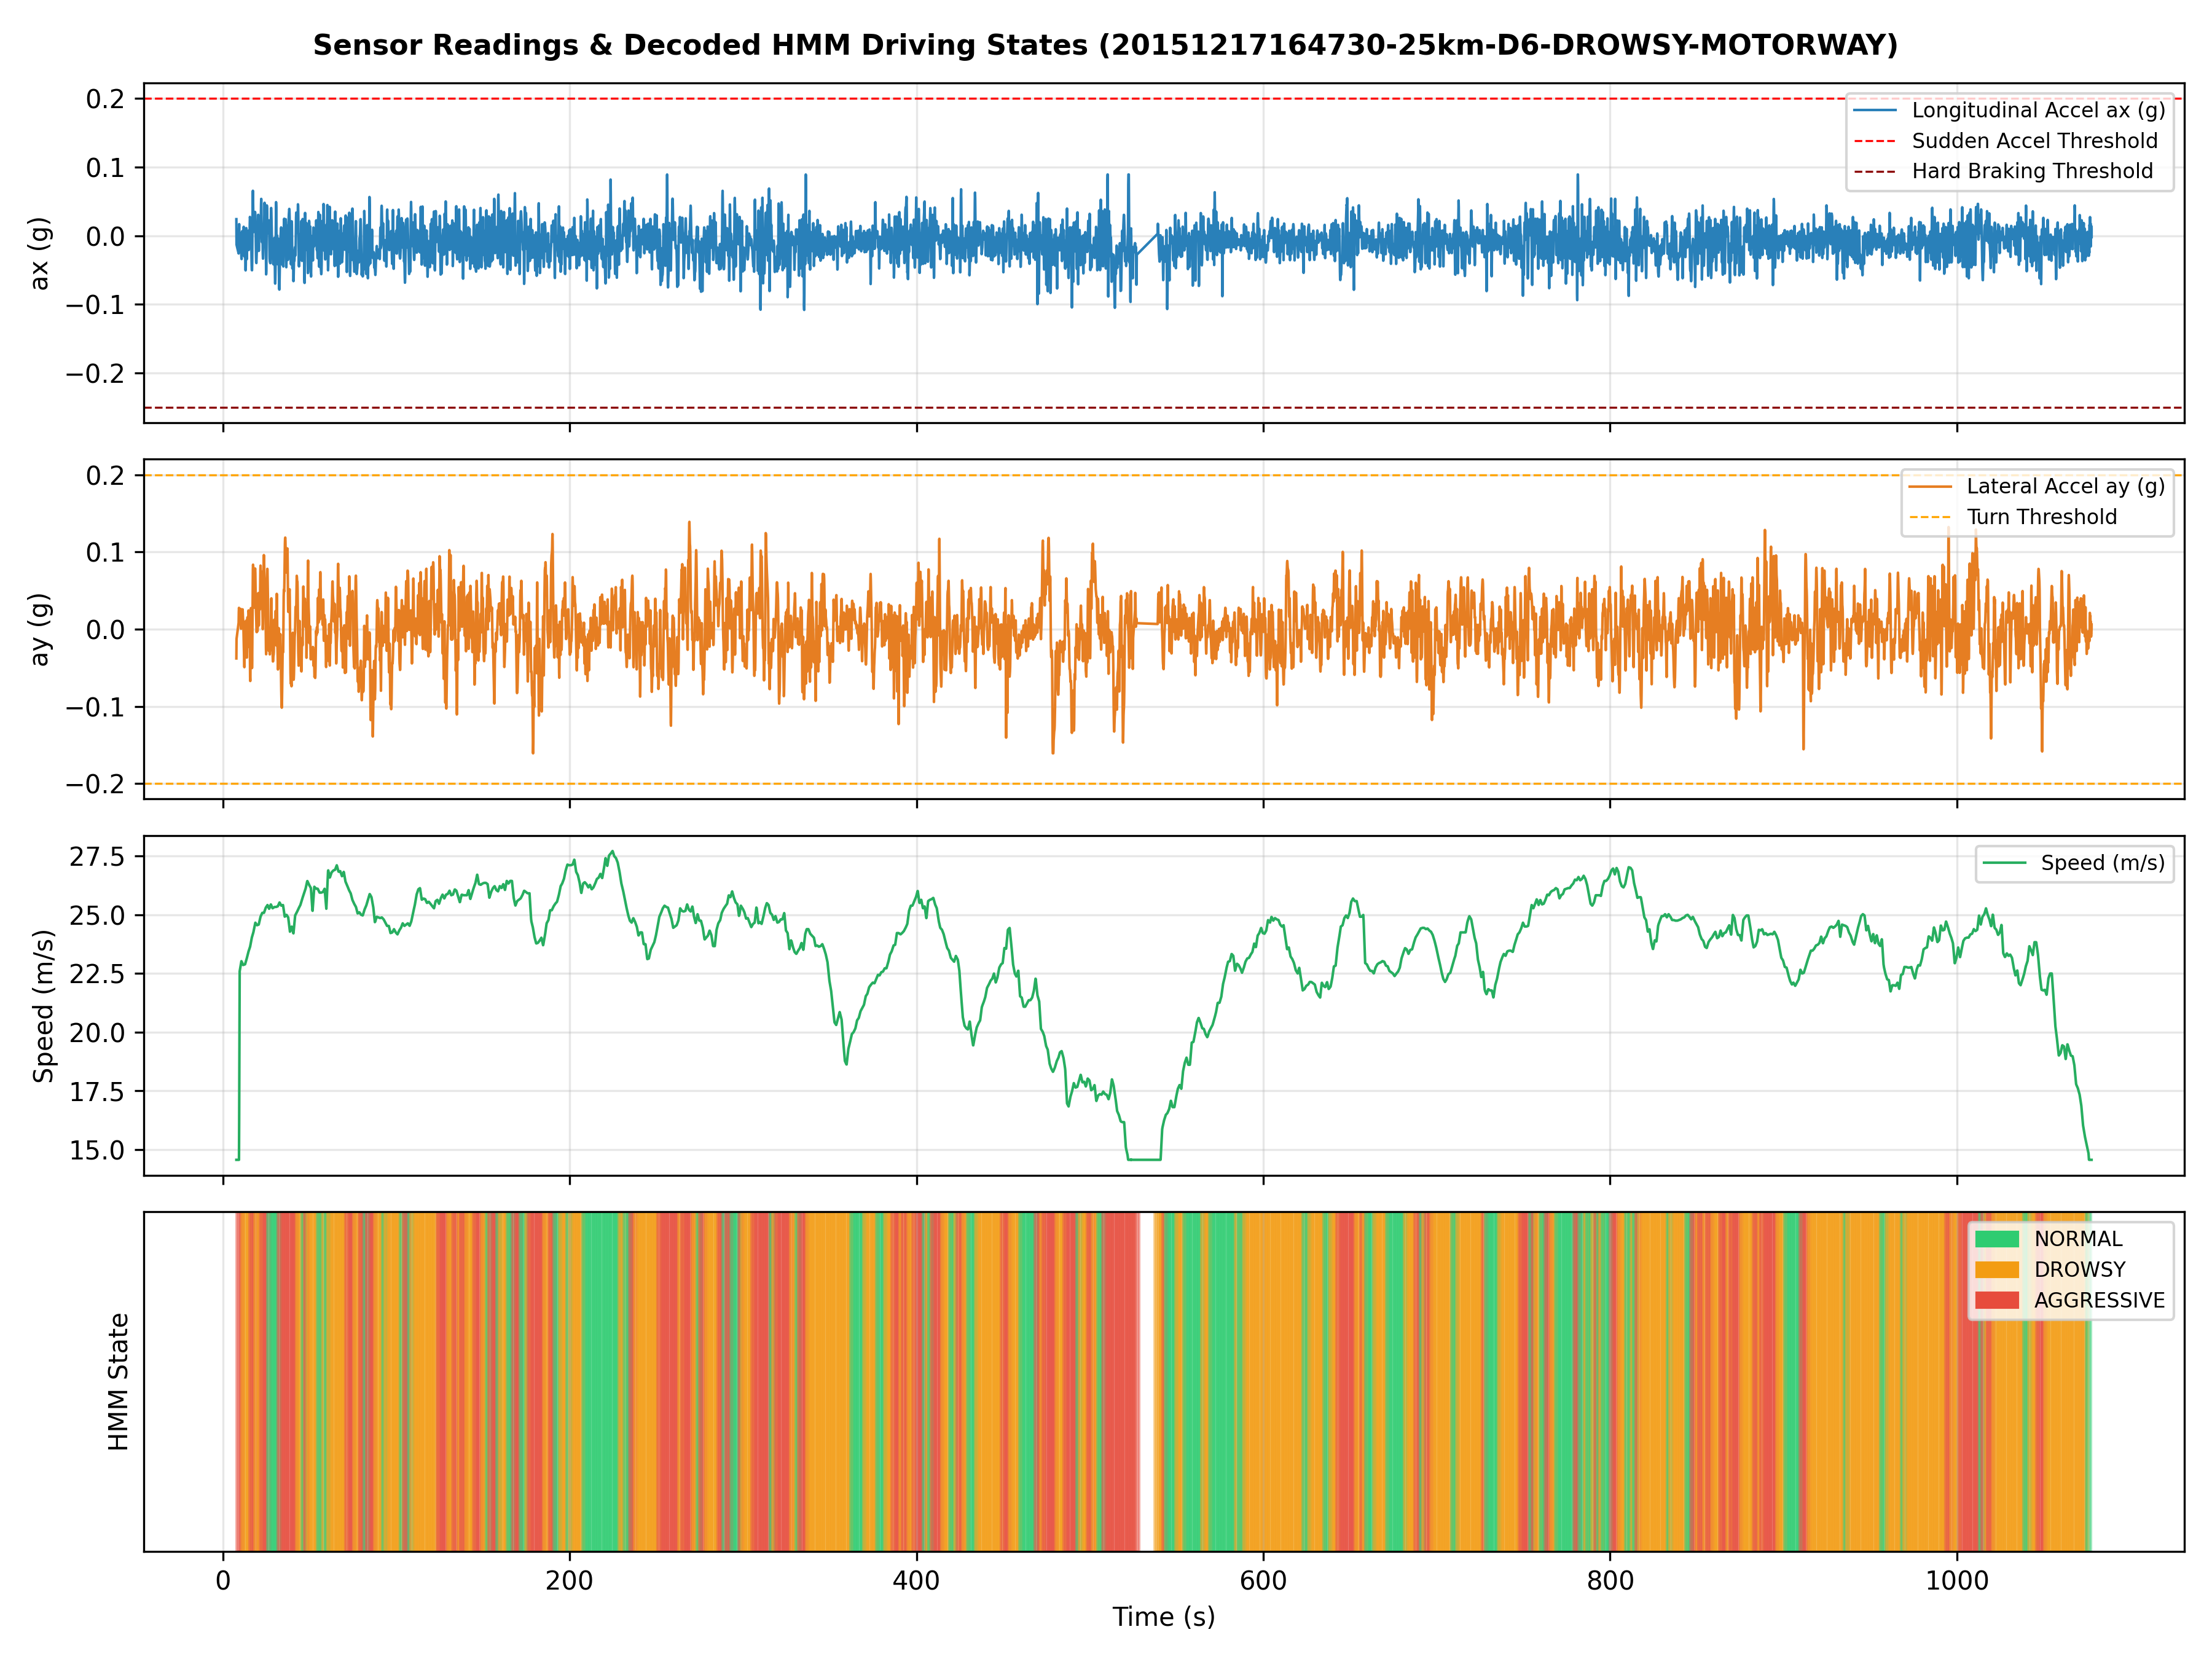 Sensor Readings & Decoded HMM Driving States (20151217164730-25km-D6-DROWSY-MOTORWAY)
0.2
0.1
0.0
−0.1
−0.2
ax (g)
Longitudinal Accel ax (g)
Sudden Accel Threshold
Hard Braking Threshold
0.2
0.1
0.0
−0.1
−0.2
ay (g)
Lateral Accel ay (g)
Turn Threshold
27.5
25.0
22.5
20.0
17.5
15.0
Speed (m/s)
Speed (m/s)
HMM State
NORMAL
DROWSY
AGGRESSIVE
0 200 400 600 800 1000
Time (s)